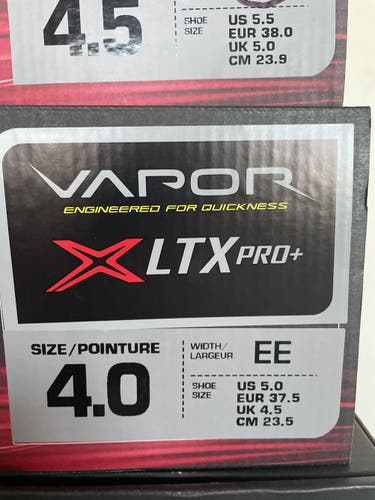 4.5
SHOE SIZE
US 5.5
EUR 38.0
UK 5.0
CM 23.9
VAPOR
ENGINEERED FOR QUICKNESS
X LTX PRO+
SIZE/POINTURE
4.0
WIDTH/
LARGEUR
EE
SHOE
SIZE
US 5.0
EUR 37.5
UK 4.5
CM 23.5